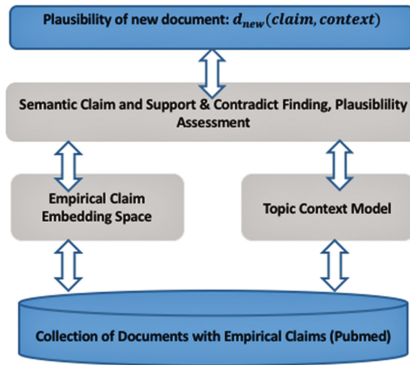 Plausibility of new document: d_new(claim, context)
Semantic Claim and Support & Contradict Finding, Plausiblility
Assessment
Empirical Claim
Embedding Space
Topic Context Model
Collection of Documents with Empirical Claims (Pubmed)